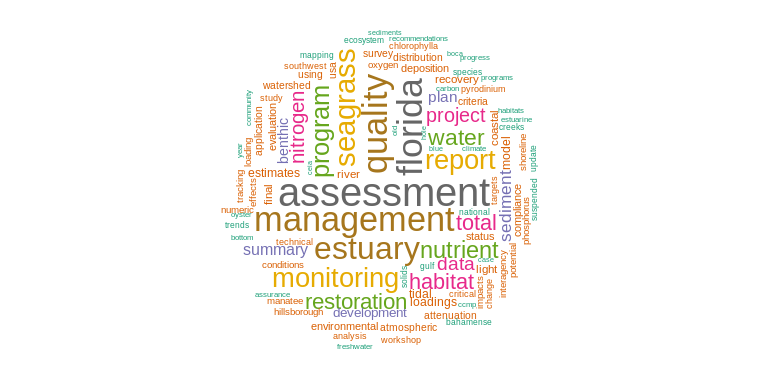 sediments
ecosystem
recommendations
chlorophylla
mapping
survey
distribution
boca
progress
southwest
usa
oxygen
deposition
species
programs
using
seagrass
quality
florida
recovery
watershed
carbon
pyrodinium
community
study
nitrogen
program
plan
criteria
habitats
application
evaluation
benthic
project
coastal
estuarine
creeks
old
hole
water
blue
climate
model
shoreline
update
year
loading
ceia
report
estimates
river
tracking
effects
final
assessment
targets
sediment
compliance
phosphorus
suspended
numeric
oyster
management
national
total
trends
status
bottom
technical
summary
estuary
nutrient
case
conditions
gulf
data
light
interagency
potential
assurance
monitoring
solids
habitat
critical
impacts
change
manatee
restoration
tidal
loadings
ccmp
hillsborough
development
attenuation
bahamense
environmental
atmospheric
analysis
workshop
freshwater